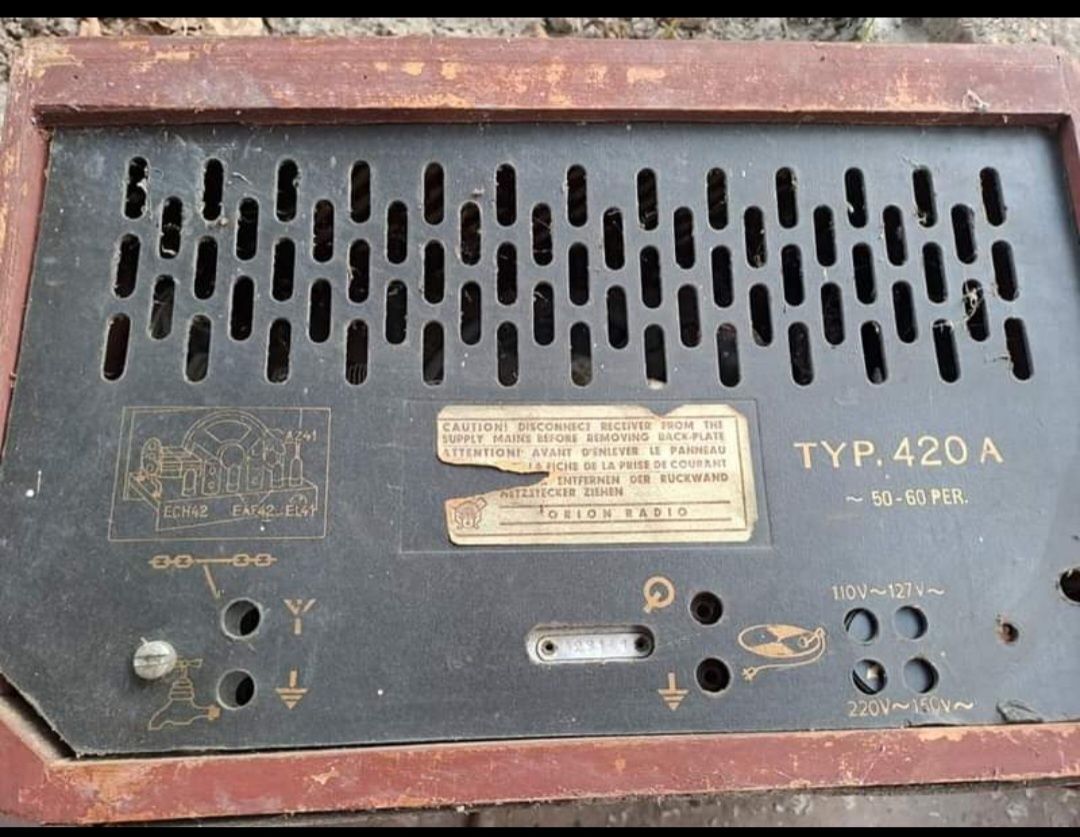 AZ41
ECH42 EAF42 EL41
CAUTION! DISCONNECT RECEIVER FROM THE
SUPPLY MAINS BEFORE REMOVING BACK-PLATE
ATTENTION! AVANT D'ENLEVER LE PANNEAU
LA FICHE DE LA PRISE DE COURANT
ENTFERNEN DER RUCKWAND
NETZSTECKER ZIEHEN
ORION RADIO
TYP. 420 A
~ 50-60 PER.
110V~127V~
220V~150V~